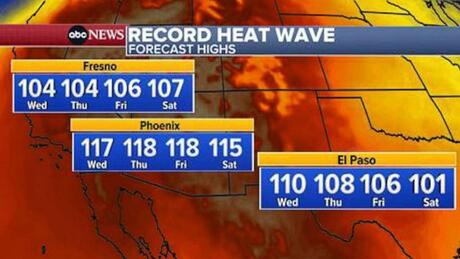 abc NEWS RECORD HEAT WAVE
FORECAST HIGHS
Fresno
104 104 106 107
Wed Thu Fri Sat
Phoenix
117 118 118 115
Wed Thu Fri Sat
El Paso
110 108 106 101
Wed Thu Fri Sat